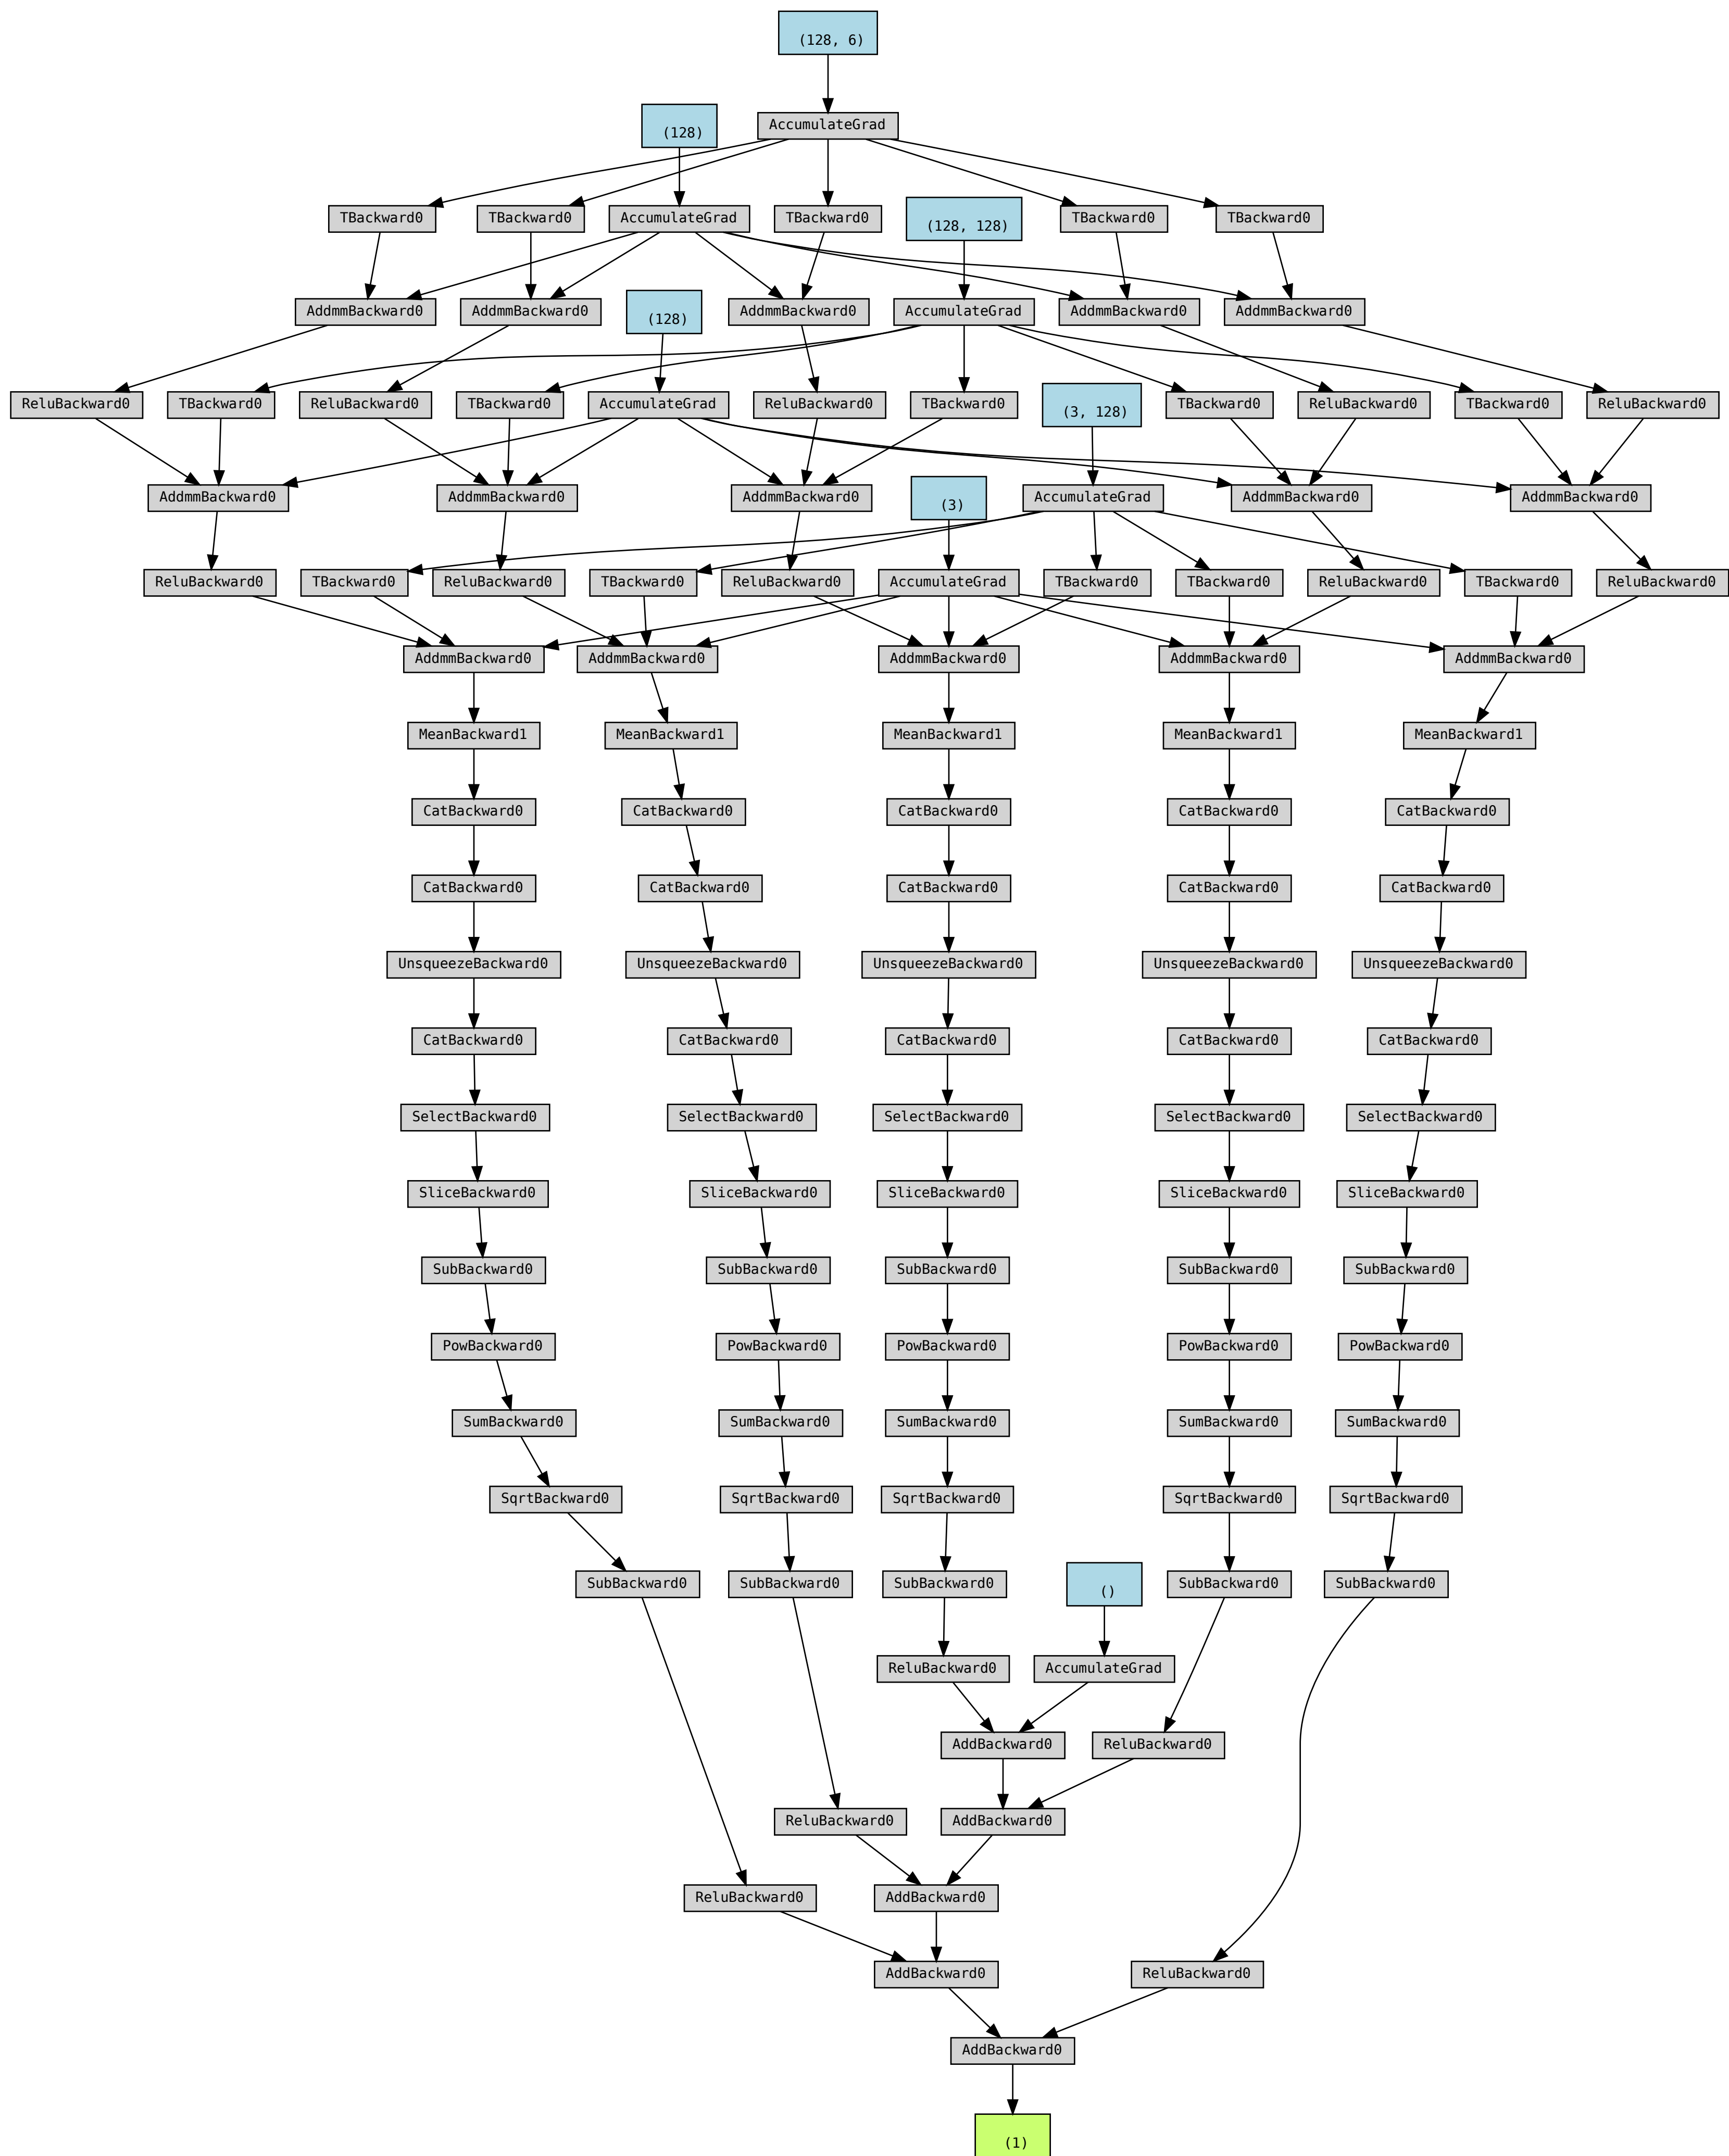 (128, 6)
(128)
AccumulateGrad
TBackward0
TBackward0
AccumulateGrad
TBackward0
(128, 128)
TBackward0
TBackward0
AddmmBackward0
AddmmBackward0
(128)
AddmmBackward0
AccumulateGrad
AddmmBackward0
AddmmBackward0
ReluBackward0
TBackward0
ReluBackward0
TBackward0
AccumulateGrad
ReluBackward0
TBackward0
(3, 128)
TBackward0
ReluBackward0
TBackward0
ReluBackward0
AddmmBackward0
AddmmBackward0
AddmmBackward0
(3)
AccumulateGrad
AddmmBackward0
AddmmBackward0
ReluBackward0
TBackward0
ReluBackward0
TBackward0
ReluBackward0
AccumulateGrad
TBackward0
TBackward0
ReluBackward0
TBackward0
ReluBackward0
AddmmBackward0
AddmmBackward0
AddmmBackward0
AddmmBackward0
AddmmBackward0
MeanBackward1
MeanBackward1
MeanBackward1
MeanBackward1
MeanBackward1
CatBackward0
CatBackward0
CatBackward0
CatBackward0
CatBackward0
CatBackward0
CatBackward0
CatBackward0
CatBackward0
CatBackward0
UnsqueezeBackward0
UnsqueezeBackward0
UnsqueezeBackward0
UnsqueezeBackward0
UnsqueezeBackward0
CatBackward0
CatBackward0
CatBackward0
CatBackward0
CatBackward0
SelectBackward0
SelectBackward0
SelectBackward0
SelectBackward0
SelectBackward0
SliceBackward0
SliceBackward0
SliceBackward0
SliceBackward0
SliceBackward0
SubBackward0
SubBackward0
SubBackward0
SubBackward0
SubBackward0
PowBackward0
PowBackward0
PowBackward0
PowBackward0
PowBackward0
SumBackward0
SumBackward0
SumBackward0
SumBackward0
SumBackward0
SqrtBackward0
SqrtBackward0
SqrtBackward0
SqrtBackward0
SqrtBackward0
SubBackward0
SubBackward0
SubBackward0
()
SubBackward0
SubBackward0
ReluBackward0
AccumulateGrad
AddBackward0
ReluBackward0
ReluBackward0
AddBackward0
ReluBackward0
AddBackward0
AddBackward0
ReluBackward0
AddBackward0
(1)